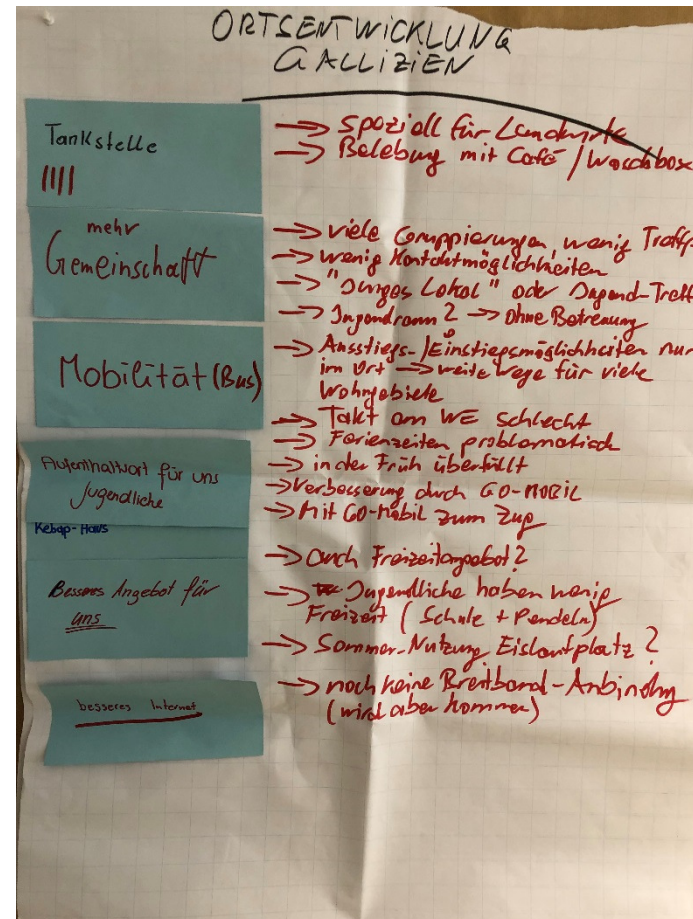 ORTSENTWICKLUNG
GALLIZIEN
Tankstelle
||||
→ speziell für Landwirte
→ Belebung mit Café / Waschbox
mehr
Gemeinschaft
→ viele Gruppierungen, wenig Treffp
→ wenig Kontaktmöglichkeiten
→ "Junges Lokal" oder Jugend-Treff
→ Jugendraum? → Ohne Betreuung
Mobilität (Bus)
→ Ausstiegs-/Einstiegsmöglichkeiten nur
im Ort → weite Wege für viele
Wohngebiete
→ Takt am WE schlecht
→ Ferienzeiten problematisch
→ in der Früh überfüllt
→ Verbesserung durch GO-MOBIL
→ Mit GO-Mobil zum Zug
Aufenthaltsort für uns
Jugendliche
Kebap-Haus
Besseres Angebot für
uns
→ auch Freizeitangebot?
→ Jugendliche haben wenig
Freizeit (Schule + Pendeln)
→ Sommer-Nutzung Eislaufplatz?
besseres Internet
→ noch keine Breitband-Anbindung
(wird aber kommen)